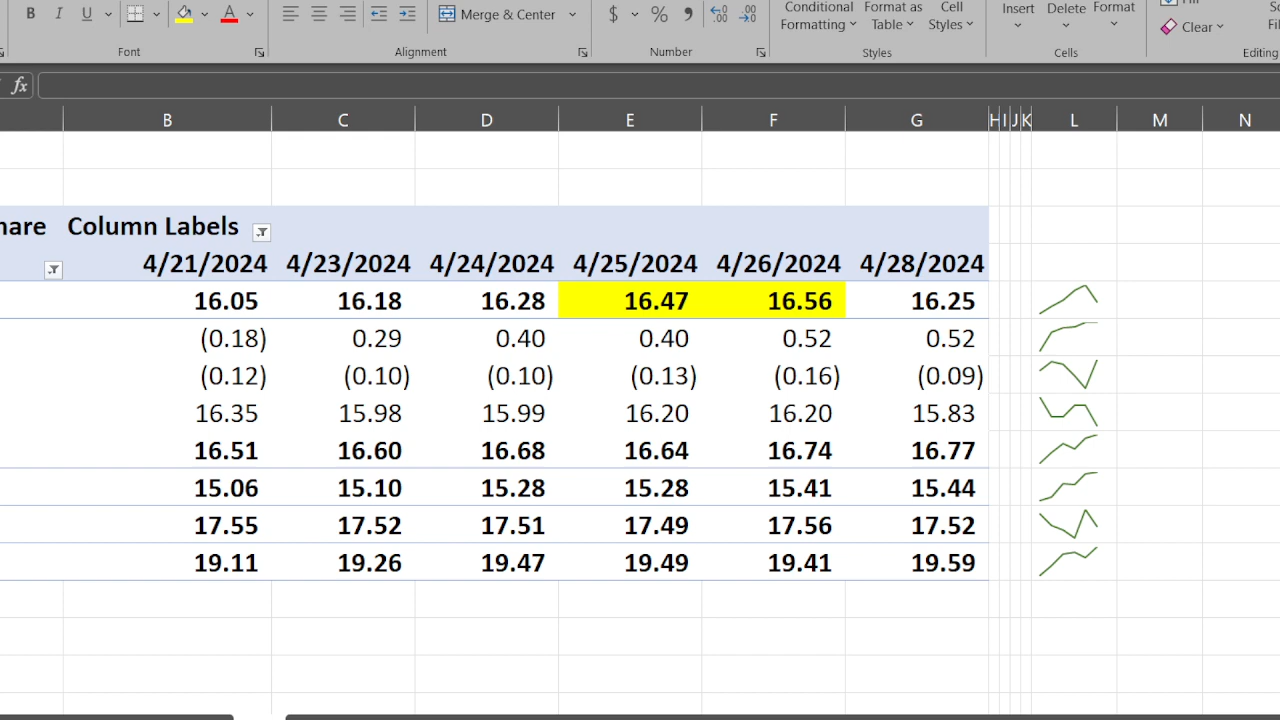 B I U Merge & Center $ % Conditional Formatting Format as Table Cell Styles Insert Delete Format Clear
Font Alignment Number Styles Cells Editing
fx
B C D E F G H I J K L M N
Column Labels
4/21/2024 4/23/2024 4/24/2024 4/25/2024 4/26/2024 4/28/2024
16.05 16.18 16.28 16.47 16.56 16.25
(0.18) 0.29 0.40 0.40 0.52 0.52
(0.12) (0.10) (0.10) (0.13) (0.16) (0.09)
16.35 15.98 15.99 16.20 16.20 15.83
16.51 16.60 16.68 16.64 16.74 16.77
15.06 15.10 15.28 15.28 15.41 15.44
17.55 17.52 17.51 17.49 17.56 17.52
19.11 19.26 19.47 19.49 19.41 19.59